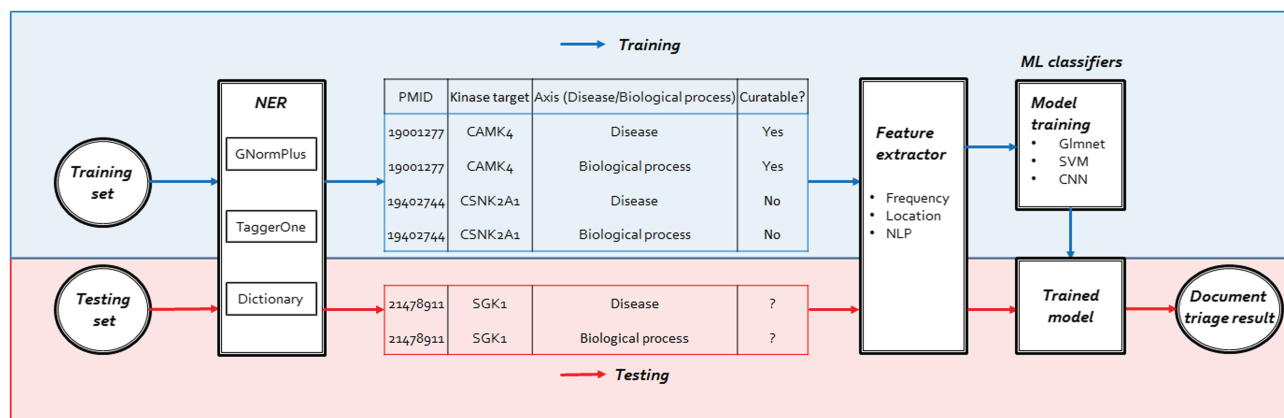 Training
ML classifiers
NER
GNormPlus
TaggerOne
Dictionary
Training
set
Testing
set
PMID Kinase target Axis (Disease/Biological process) Curatable?
19001277 CAMK4 Disease Yes
19001277 CAMK4 Biological process Yes
19402744 CSNK2A1 Disease No
19402744 CSNK2A1 Biological process No
21478911 SGK1 Disease ?
21478911 SGK1 Biological process ?
Feature
extractor
• Frequency
• Location
• NLP
Model
training
• Glmnet
• SVM
• CNN
Trained
model
Document
triage result
Testing